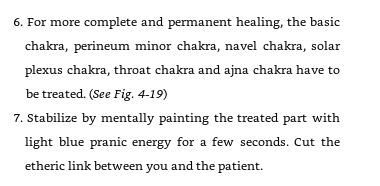 6. For more complete and permanent healing, the basic
chakra, perineum minor chakra, navel chakra, solar
plexus chakra, throat chakra and ajna chakra have to
be treated. (See Fig. 4-19)
7. Stabilize by mentally painting the treated part with
light blue pranic energy for a few seconds. Cut the
etheric link between you and the patient.